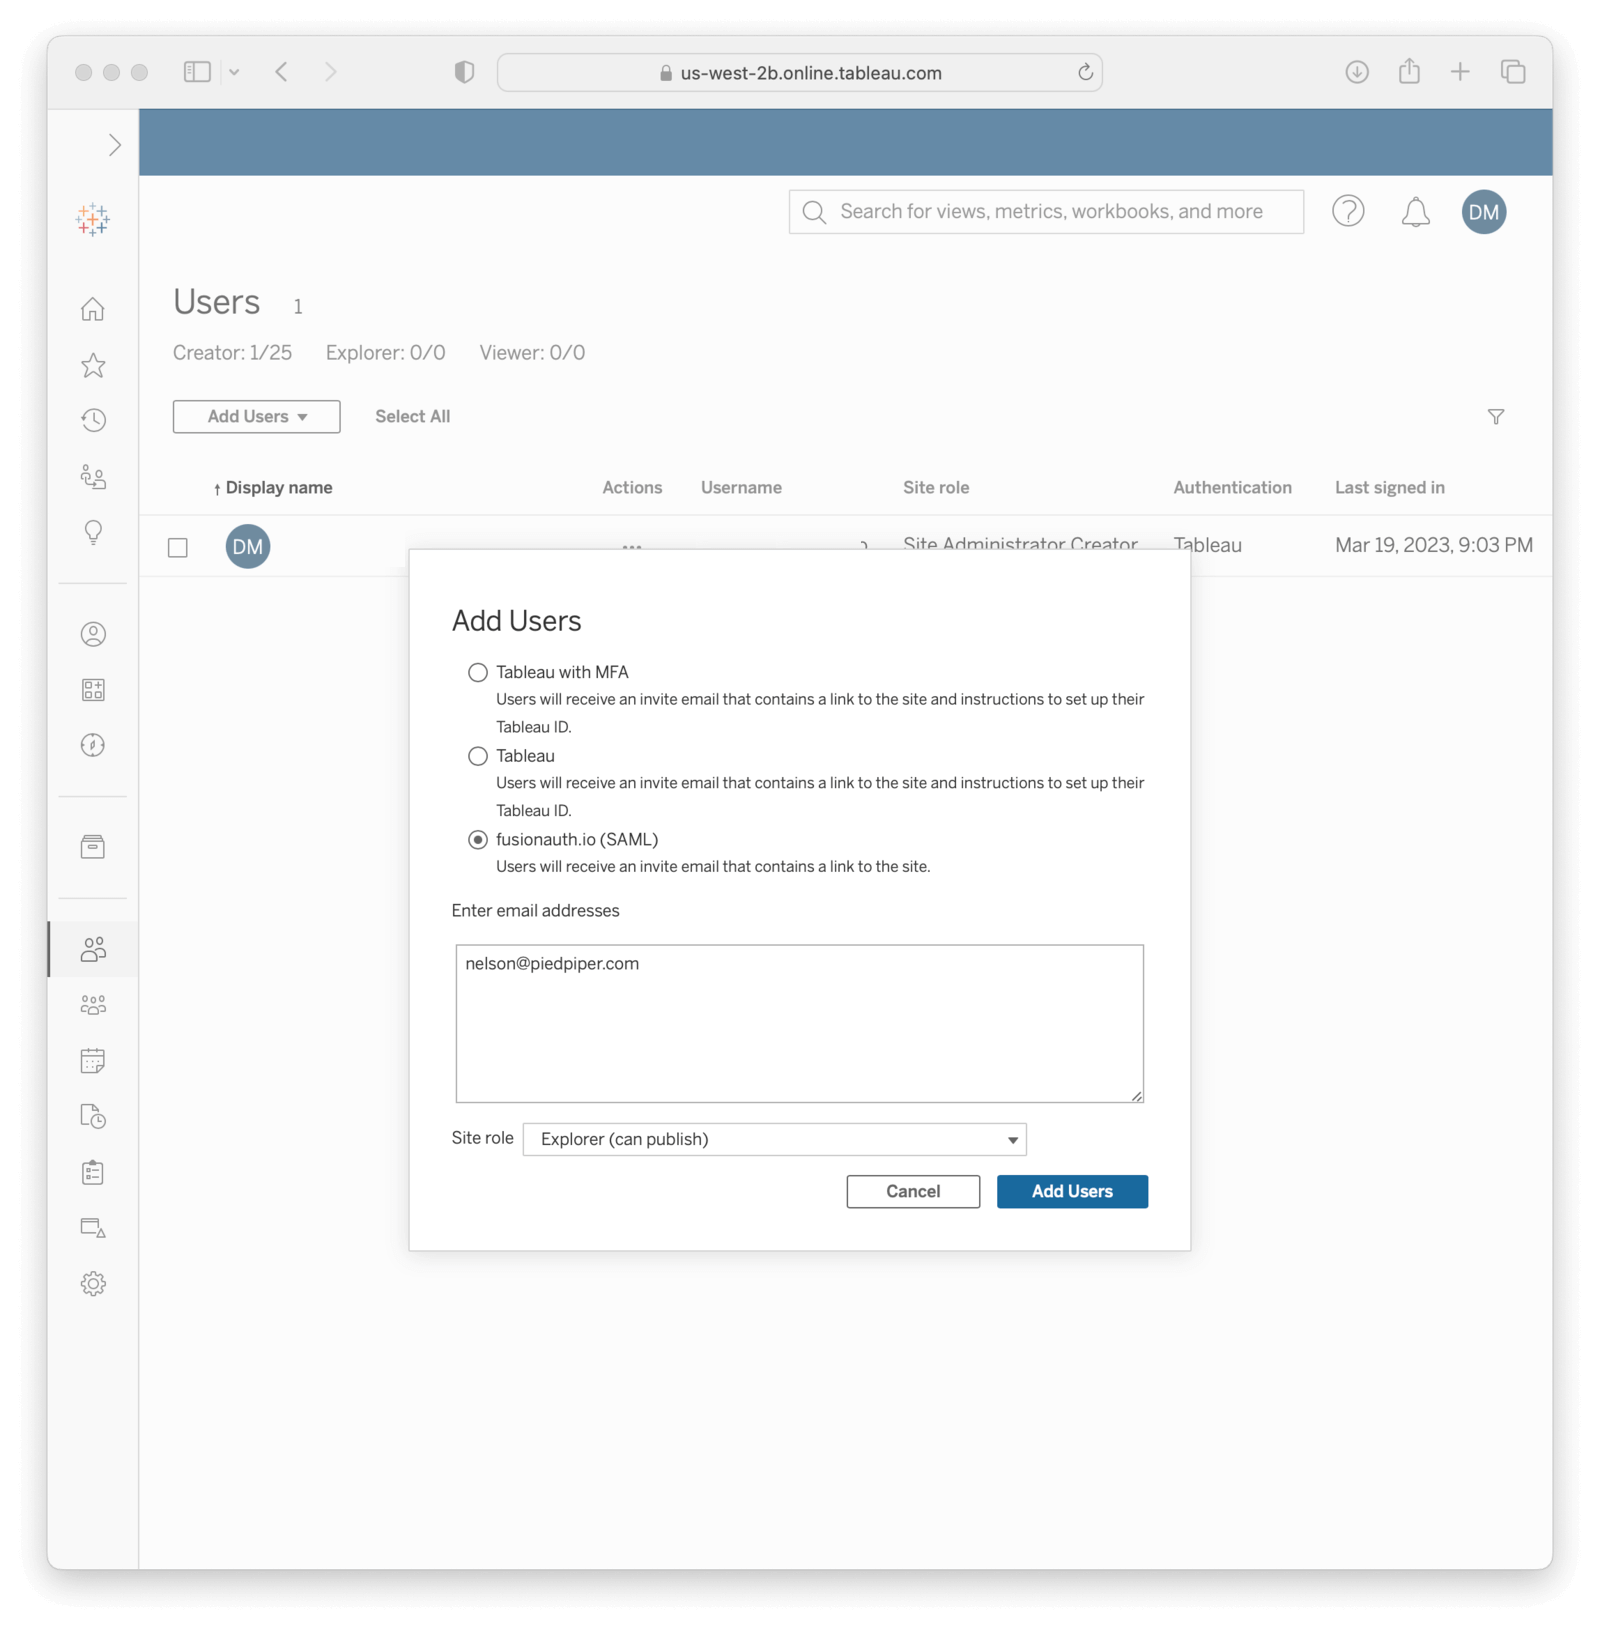 us-west-2b.online.tableau.com
Search for views, metrics, workbooks, and more
DM
Users 1
Creator: 1/25 Explorer: 0/0 Viewer: 0/0
Add Users Select All
↑ Display name Actions Username Site role Authentication Last signed in
DM Site Administrator Creator Tableau Mar 19, 2023, 9:03 PM
Add Users
Tableau with MFA
Users will receive an invite email that contains a link to the site and instructions to set up their
Tableau ID.
Tableau
Users will receive an invite email that contains a link to the site and instructions to set up their
Tableau ID.
fusionauth.io (SAML)
Users will receive an invite email that contains a link to the site.
Enter email addresses
nelson@piedpiper.com
Site role Explorer (can publish)
Cancel Add Users